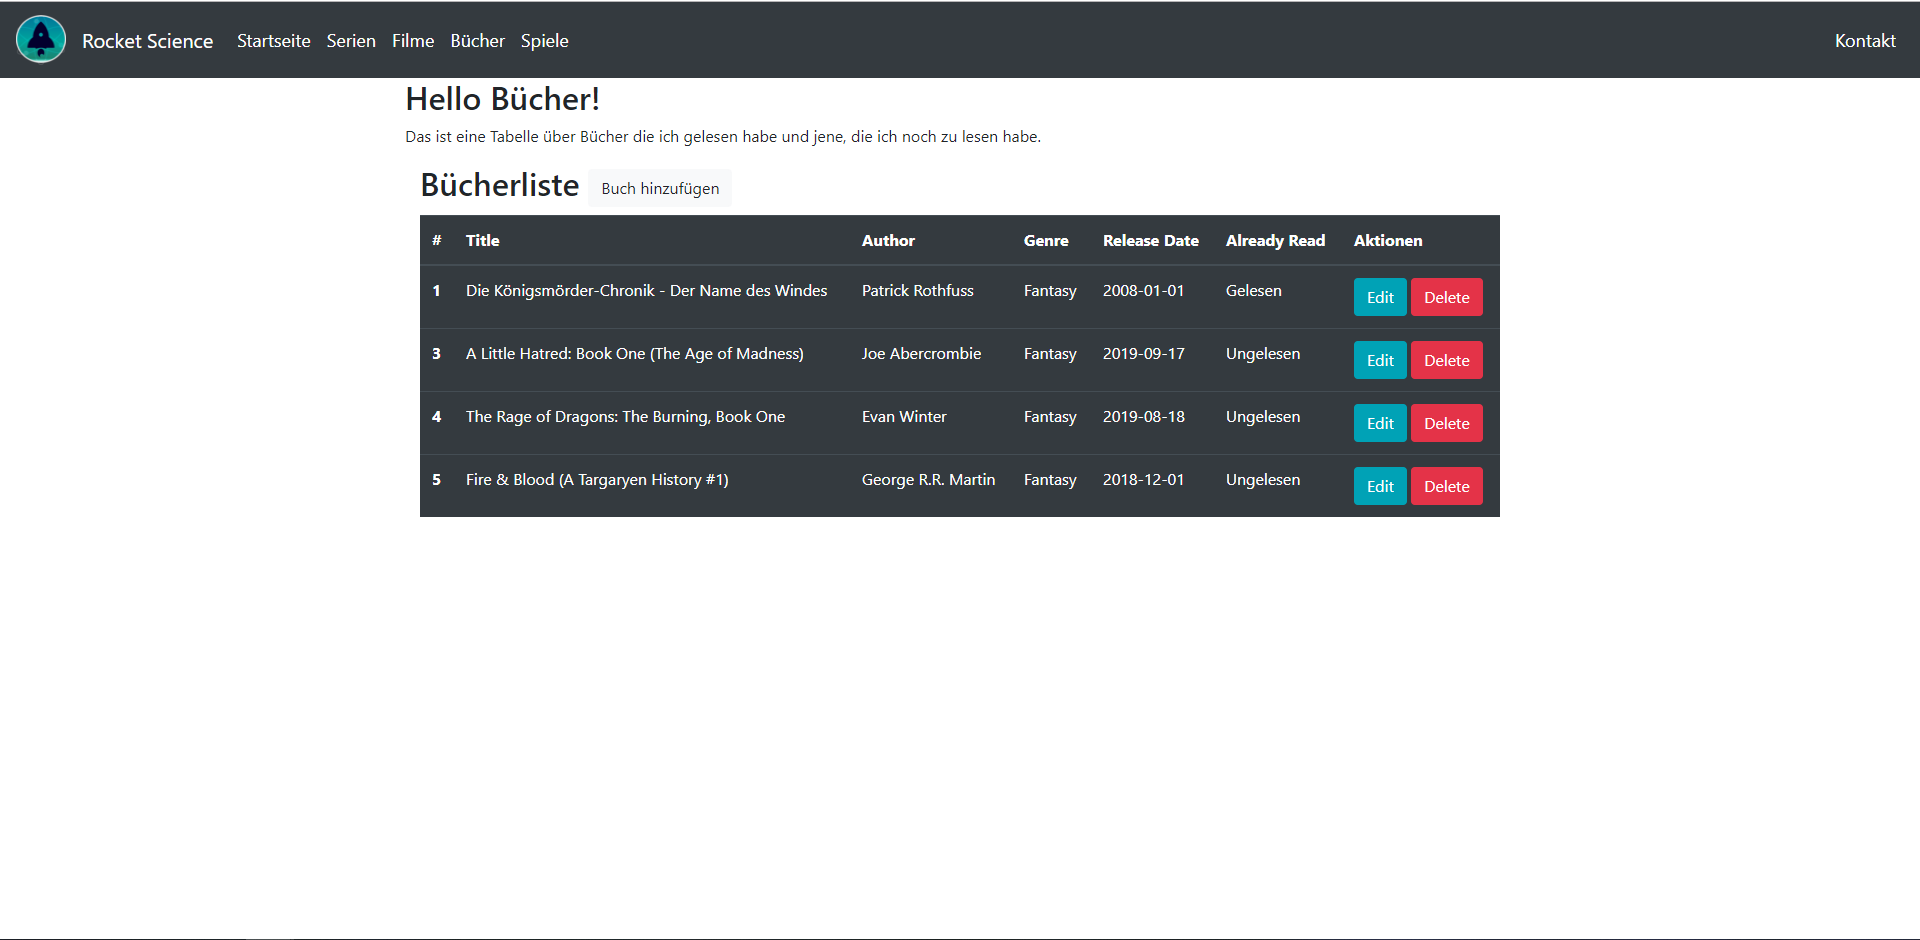 Rocket Science Startseite Serien Filme Bücher Spiele Kontakt
Hello Bücher!
Das ist eine Tabelle über Bücher die ich gelesen habe und jene, die ich noch zu lesen habe.
Bücherliste Buch hinzufügen
# Title Author Genre Release Date Already Read Aktionen
1 Die Königsmörder-Chronik - Der Name des Windes Patrick Rothfuss Fantasy 2008-01-01 Gelesen Edit Delete
3 A Little Hatred: Book One (The Age of Madness) Joe Abercrombie Fantasy 2019-09-17 Ungelesen Edit Delete
4 The Rage of Dragons: The Burning, Book One Evan Winter Fantasy 2019-08-18 Ungelesen Edit Delete
5 Fire & Blood (A Targaryen History #1) George R.R. Martin Fantasy 2018-12-01 Ungelesen Edit Delete